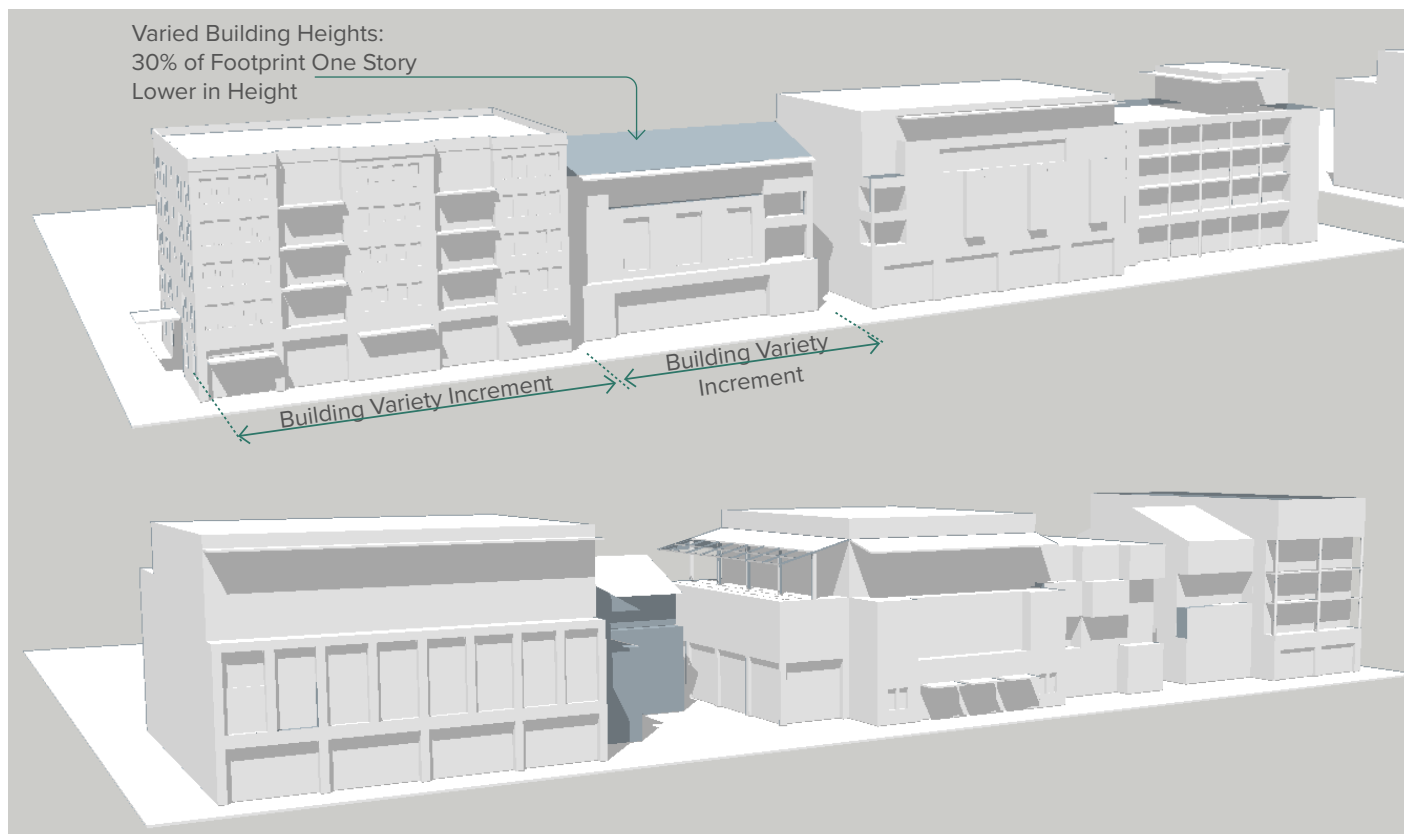 Varied Building Heights:
30% of Footprint One Story
Lower in Height
Building Variety
Increment
Building Variety Increment